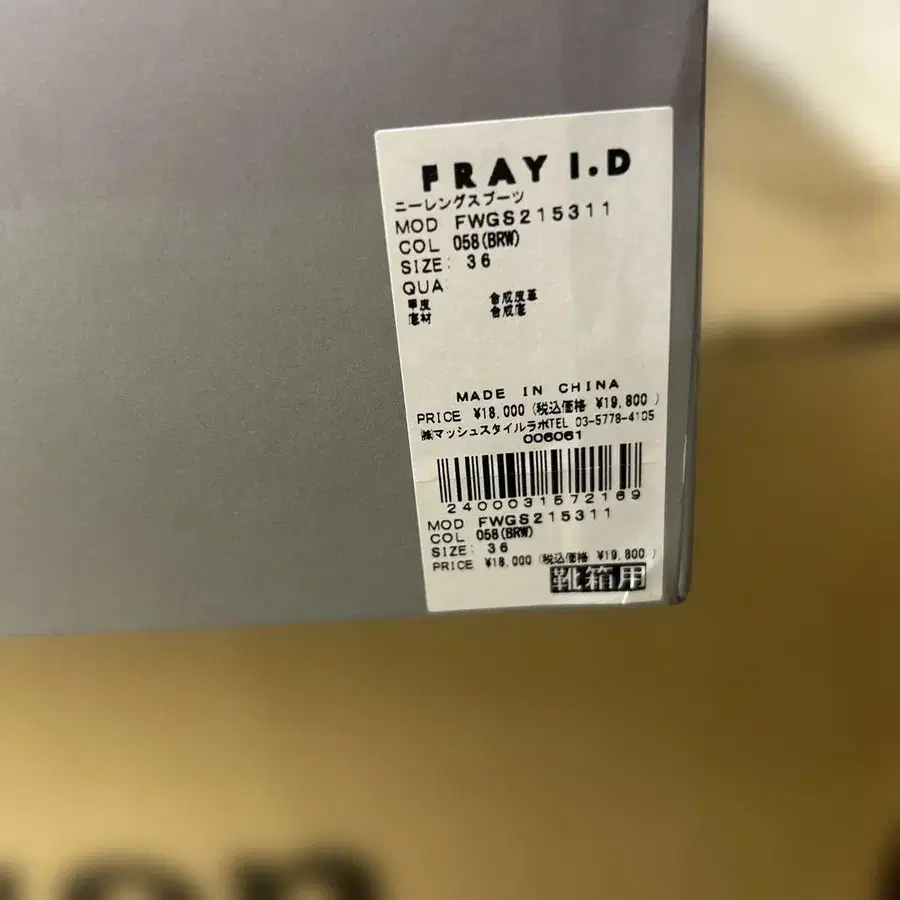 FRAY I.D
ニーレングスブーツ
MOD FWGS215311
COL 058(BRW)
SIZE: 36
QUA:
甲皮 合成皮革
底材 合成底
MADE IN CHINA
PRICE ¥18,000 (税込価格 ¥19,800 )
㈱マッシュスタイルラボTEL 03-5778-4105
006061
2400031572169
MOD FWGS215311
COL 058(BRW)
SIZE: 36
PRICE ¥18,000 (税込価格 ¥19,800 )
靴箱用